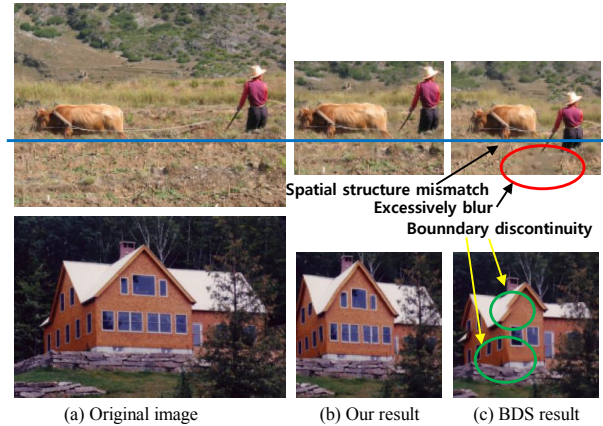 Spatial structure mismatch
Excessively blur
Bounndary discontinuity
(a) Original image
(b) Our result
(c) BDS result